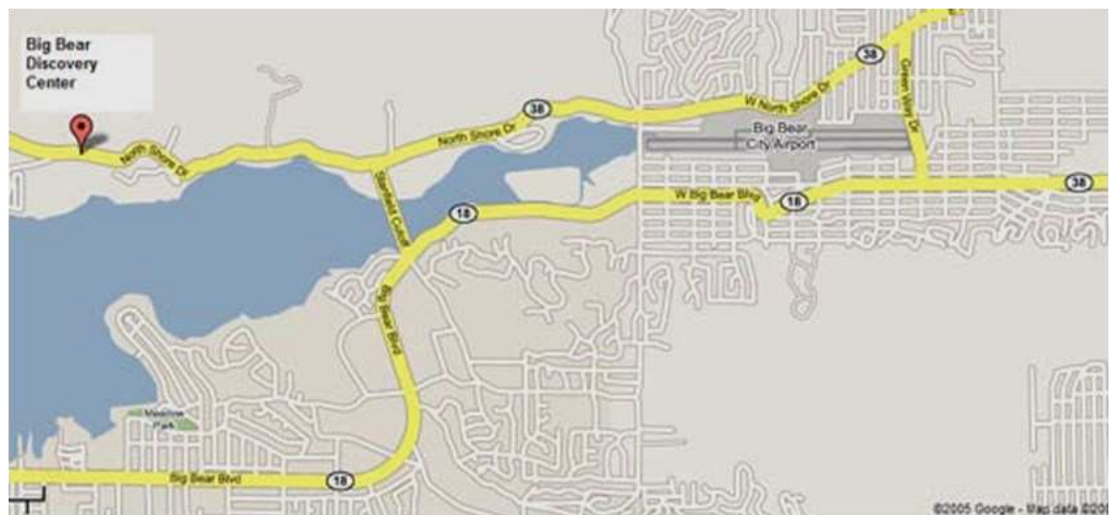 Big Bear
Discovery
Center
38
Green Way Dr
38
W North Shore Dr
North Shore Dr
North Shore Dr
Big Bear
City Airport
Stanfield Cutoff
18
W Big Bear Blvd
18
38
Big Bear Blvd
Meadow
Park
Big Bear Blvd
18
©2005 Google - Map data